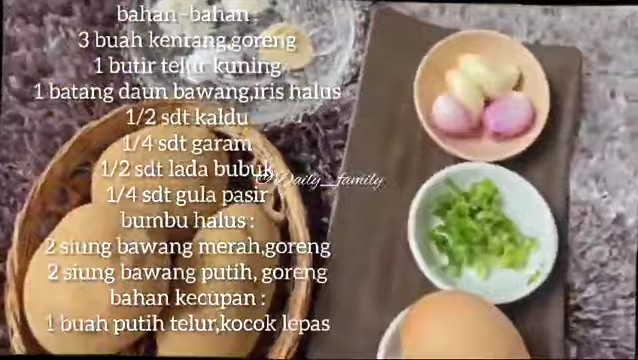 bahan -bahan :
3 buah kentang,goreng
1 butir telur kuning
1 batang daun bawang,iris halus
1/2 sdt kaldu
1/4 sdt garam
1/2 sdt lada bubuk
1/4 sdt gula pasir
@Daily__family
bumbu halus :
2 siung bawang merah,goreng
2 siung bawang putih, goreng
bahan kecupan :
1 buah putih telur,kocok lepas